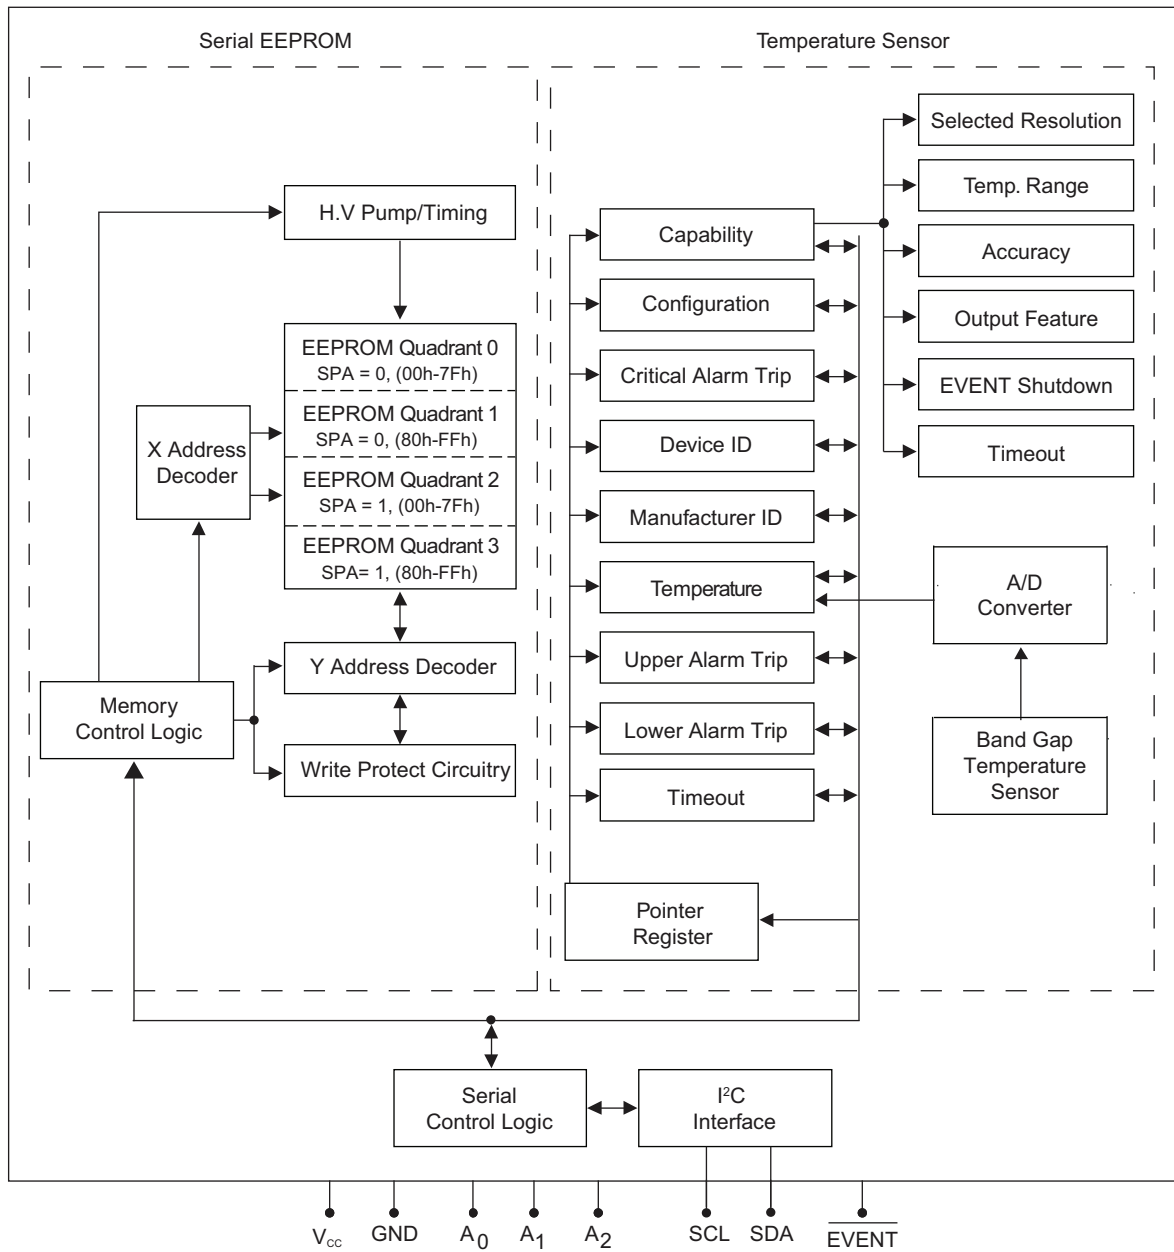 Serial EEPROM
Temperature Sensor
H.V Pump/Timing
EEPROM Quadrant 0
SPA = 0, (00h-7Fh)
EEPROM Quadrant 1
SPA = 0, (80h-FFh)
EEPROM Quadrant 2
SPA = 1, (00h-7Fh)
EEPROM Quadrant 3
SPA= 1, (80h-FFh)
X Address
Decoder
Y Address Decoder
Memory
Control Logic
Write Protect Circuitry
Capability
Configuration
Critical Alarm Trip
Device ID
Manufacturer ID
Temperature
Upper Alarm Trip
Lower Alarm Trip
Timeout
Pointer
Register
Selected Resolution
Temp. Range
Accuracy
Output Feature
EVENT Shutdown
Timeout
A/D
Converter
Band Gap
Temperature
Sensor
Serial
Control Logic
I²C
Interface
Vcc GND A0 A1 A2 SCL SDA EVENT